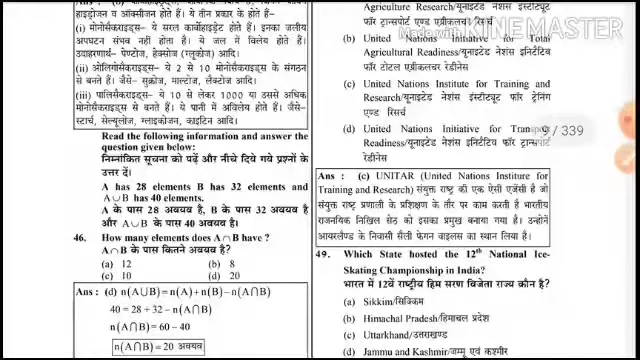 हाइड्रोजन व ऑक्सीजन होते हैं। ये तीन प्रकार के होते हैं–
(i) मोनोसैकराइड्स– ये सरल कार्बोहाइड्रेट होते हैं। इनका जलीय
अपघटन संभव नहीं होता है। ये जल में विलेय होते हैं।
उदाहरणार्थ– पेण्टोज, हेक्सोज (ग्लूकोज) आदि।
(ii) ओलिगोसैकराइड्स– ये 2 से 10 मोनोसैकराइड्स के संगठन
से बनते हैं। जैसे– सुक्रोज, माल्टोज, लैक्टोज आदि।
(iii) पालिसैकराइड्स– ये 10 से लेकर 1000 या उससे अधिक
मोनोसैकराइड्स से बनते हैं। ये पानी में अविलेय होते हैं। जैसे–
स्टार्च, सेल्यूलोज, ग्लाइकोजन, काइटिन आदि।
Read the following information and answer the
question given below:
निम्नांकित सूचना को पढ़ें और नीचे दिये गये प्रश्नों के
उत्तर दें।
A has 28 elements B has 32 elements and
A∪B has 40 elements.
A के पास 28 अवयव है, B के पास 32 अवयव है
और A∪B के पास 40 अवयव है।
46. How many elements does A∩B have ?
A∩B के पास कितने अवयव है?
(a) 12 (b) 8
(c) 10 (d) 20
Ans : (d) n(A∪B)=n(A)+n(B)−n(A∩B)
40=28+32−n(A∩B)
n(A∩B)=60−40
n(A∩B)=20 अवयव
Agricultural Research/यूनाइटेड नेशंस इंस्टीट्यूट
फॉर ट्रान्सपोर्ट एण्ड एग्रीकल्चर रिसर्च
Made with KINEMASTER
(b) United Nations Initiative for Total
Agricultural Readiness/यूनाइटेड नेशंस इनिटैटिव
फॉर टोटल एग्रीकल्चर रेडीनेस
(c) United Nations Institute for Training and
Research/यूनाइटेड नेशंस इंस्टीट्यूट फॉर ट्रेनिंग
एण्ड रिसर्च
(d) United Nations Initiative for Transport
9 / 339
Readiness/यूनाइटेड नेशंस इनिटैटिव फॉर ट्रान्सपार्ट
रेडीनेस
Ans : (c) UNITAR (United Nations Institute for
Training and Research) संयुक्त राष्ट्र की एक ऐसी एजेंसी है जो
संयुक्त राष्ट्र प्रणाली के प्रशिक्षण के तौर पर काम करती है भारतीय
राजनयिक निखिल सेठ को इसका प्रमुख बनाया गया है। उन्होनें
आयरलैण्ड के निवासी सैली फेगन वाइलस का स्थान लिया है।
49. Which State hosted the 12th National Ice-
Skating Championship in India?
भारत में 12वें राष्ट्रीय हिम सरण विजेता राज्य कौन है?
(a) Sikkim/सिक्किम
(b) Himachal Pradesh/हिमाचल प्रदेश
(c) Uttarkhand/उत्तराखण्ड
(d) Jammu and Kashmir/जम्मू एवं कश्मीर